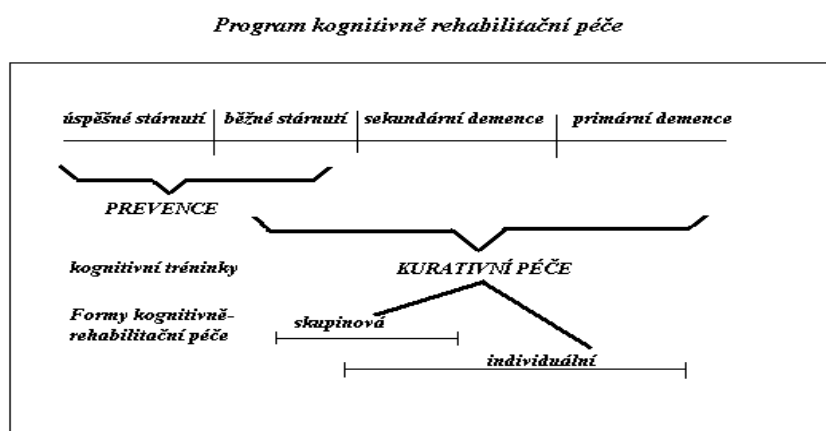 Program kognitivně rehabilitační péče
úspěšné stárnutí běžné stárnutí sekundární demence primární demence
PREVENCE
kognitivní tréninky KURATIVNÍ PÉČE
Formy kognitivně-
rehabilitační péče
skupinová
individuální